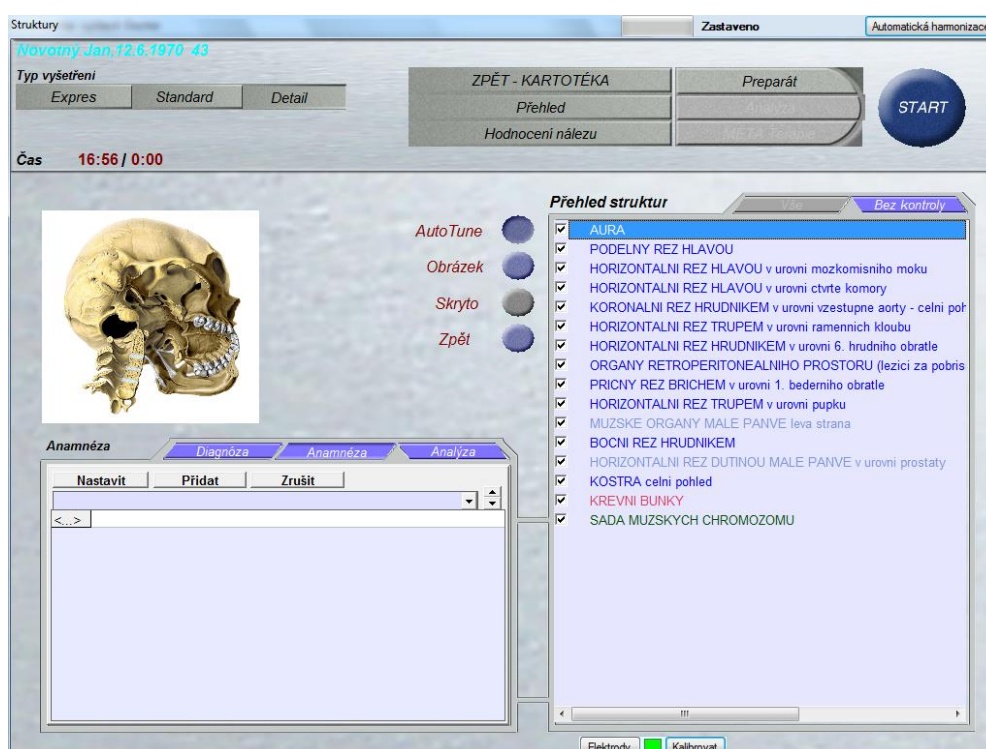 Struktury
Zastaveno
Automatická harmonizace
Novotný Jan,12.6.1970 43
Typ vyšetření
Expres Standard Detail
ZPĚT - KARTOTÉKA Preparát
Přehled Analýza
Hodnocení nálezu META Terapie
START
Čas 16:56 / 0:00
Přehled struktur Vše Bez kontroly
AutoTune
Obrázek
Skryto
Zpět
AURA
PODELNY REZ HLAVOU
HORIZONTALNI REZ HLAVOU v urovni mozkomisniho moku
HORIZONTALNI REZ HLAVOU v urovni ctvrte komory
KORONALNI REZ HRUDNIKEM v urovni vzestupne aorty - celni poh
HORIZONTALNI REZ TRUPEM v urovni ramennich kloubu
HORIZONTALNI REZ HRUDNIKEM v urovni 6. hrudniho obratle
ORGANY RETROPERITONEALNIHO PROSTORU (lezici za pobris
PRICNY REZ BRICHEM v urovni 1. bederniho obratle
HORIZONTALNI REZ TRUPEM v urovni pupku
MUZSKE ORGANY MALE PANVE leva strana
BOCNI REZ HRUDNIKEM
HORIZONTALNI REZ DUTINOU MALE PANVE v urovni prostaty
KOSTRA celni pohled
KREVNI BUNKY
SADA MUZSKYCH CHROMOZOMU
Anamnéza Diagnóza Anamnéza Analýza
Nastavit Přidat Zrušit
<...>
Elektrody Kalibrovat